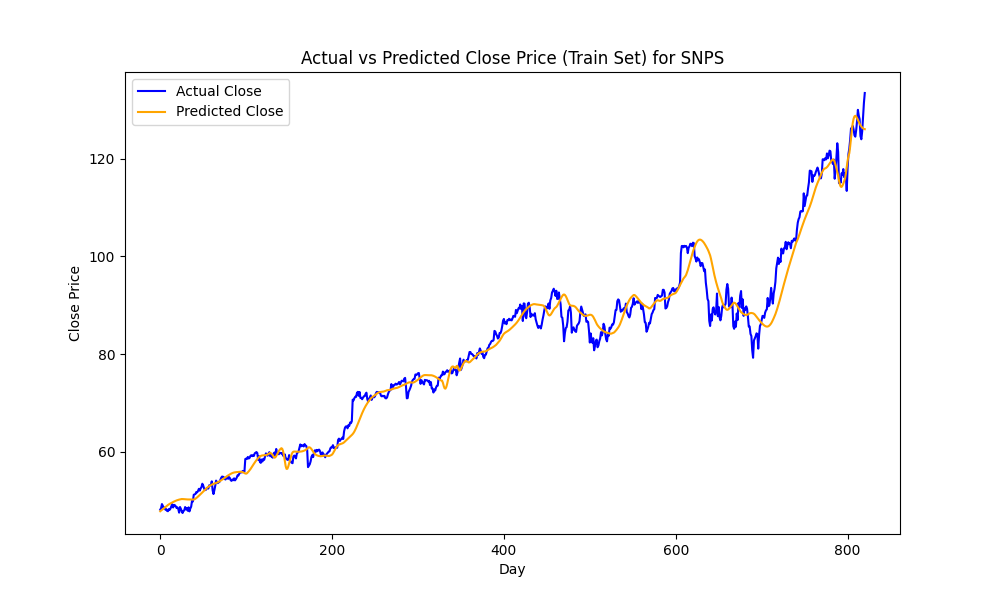 Actual vs Predicted Close Price (Train Set) for SNPS
Actual Close
Predicted Close
120
100
80
60
Close Price
0 200 400 600 800
Day